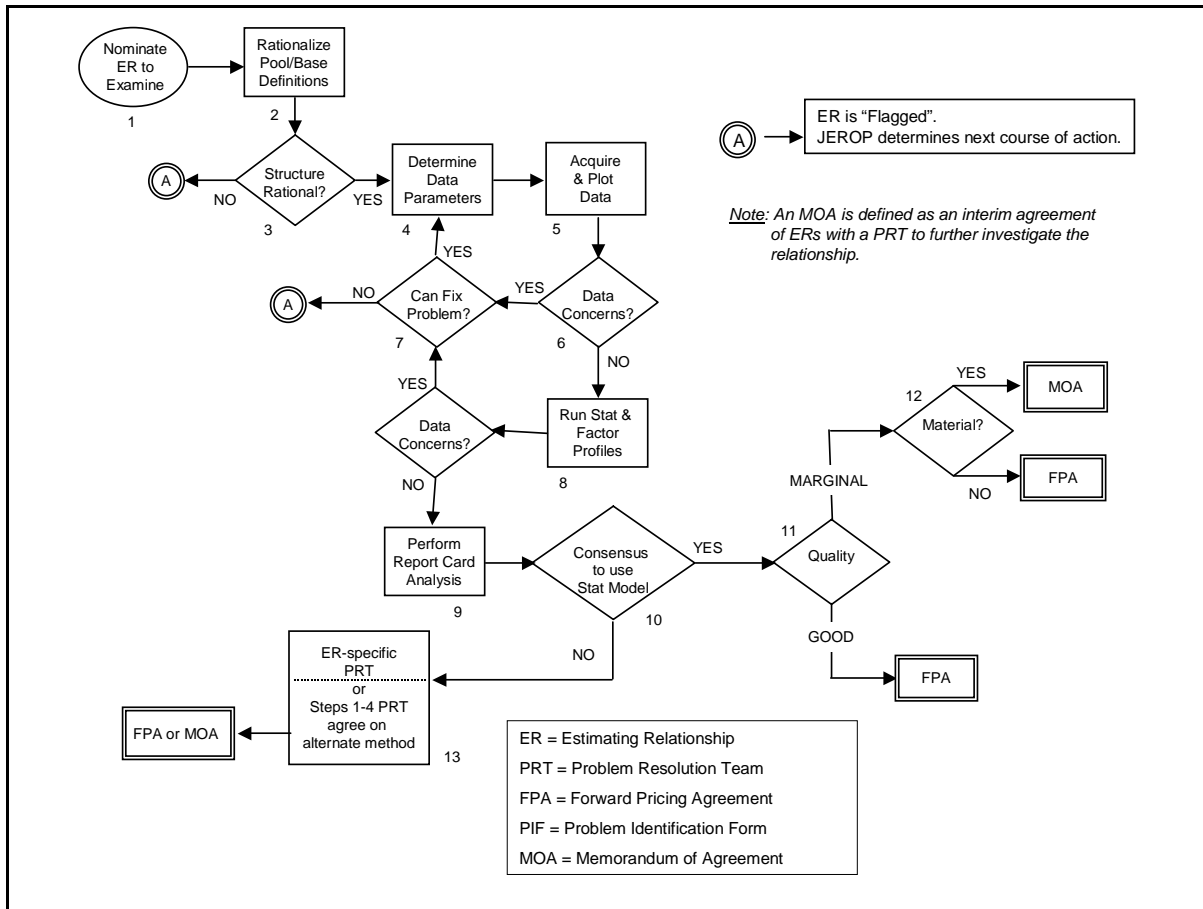 Nominate
ER to
Examine
1
Rationalize
Pool/Base
Definitions
2
Structure
Rational?
3
NO
A
YES
Determine
Data
Parameters
4
Acquire
& Plot
Data
5
A
ER is “Flagged”.
JEROP determines next course of action.
Note: An MOA is defined as an interim agreement
of ERs with a PRT to further investigate the
relationship.
YES
Can Fix
Problem?
7
NO
A
YES
Data
Concerns?
6
NO
YES
Data
Concerns?
NO
Run Stat &
Factor
Profiles
8
Perform
Report Card
Analysis
9
Consensus
to use
Stat Model
10
YES
NO
11
Quality
MARGINAL
GOOD
12
Material?
YES
MOA
NO
FPA
FPA
ER-specific
PRT
or
Steps 1-4 PRT
agree on
alternate method
13
FPA or MOA
ER = Estimating Relationship
PRT = Problem Resolution Team
FPA = Forward Pricing Agreement
PIF = Problem Identification Form
MOA = Memorandum of Agreement